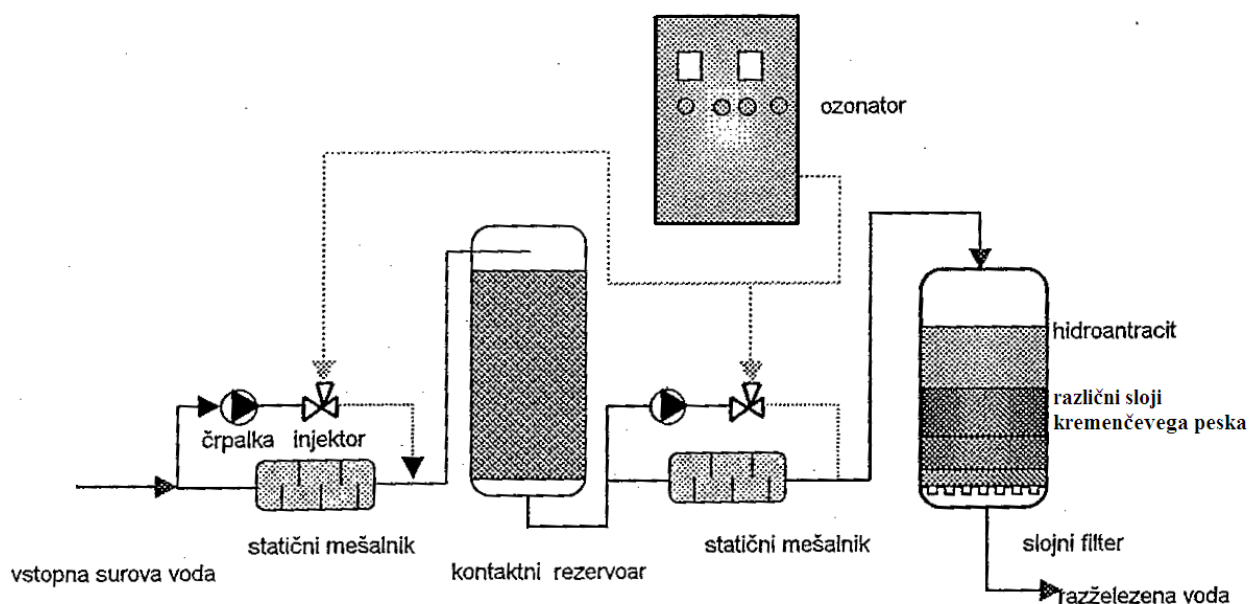 ozonator
hidroantracit
različni sloji
kremenčevega peska
črpalka injektor
statični mešalnik
statični mešalnik
slojni filter
vstopna surova voda
kontaktni rezervoar
razželezena voda